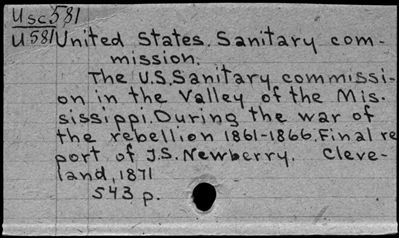 Usc581
U581 United States. Sanitary com-
mission.
The U.S. Sanitary commissi-
on in the Valley of the Mis-
sissippi. During the war of
the rebellion 1861-1866. Final re
port of J.S. Newberry. Cleve-
land, 1871
543 p.